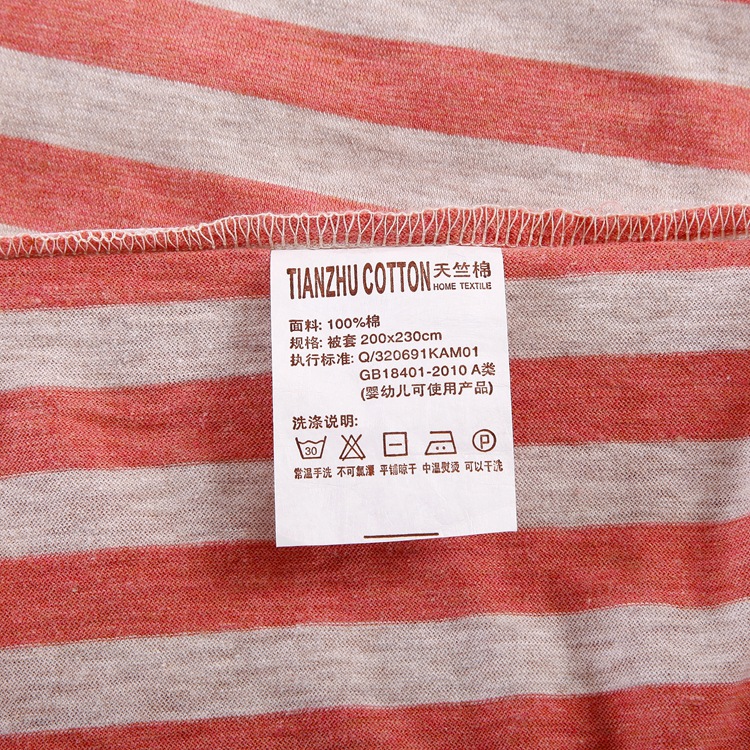 TIANZHU COTTON 天竺棉
HOME TEXTILE
面料: 100%棉
规格: 被套 200x230cm
执行标准: Q/320691KAM01
GB18401-2010 A类
(婴幼儿可使用产品)
洗涤说明:
30 P
常温手洗 不可氯漂 平铺晾干 中温熨烫 可以干洗